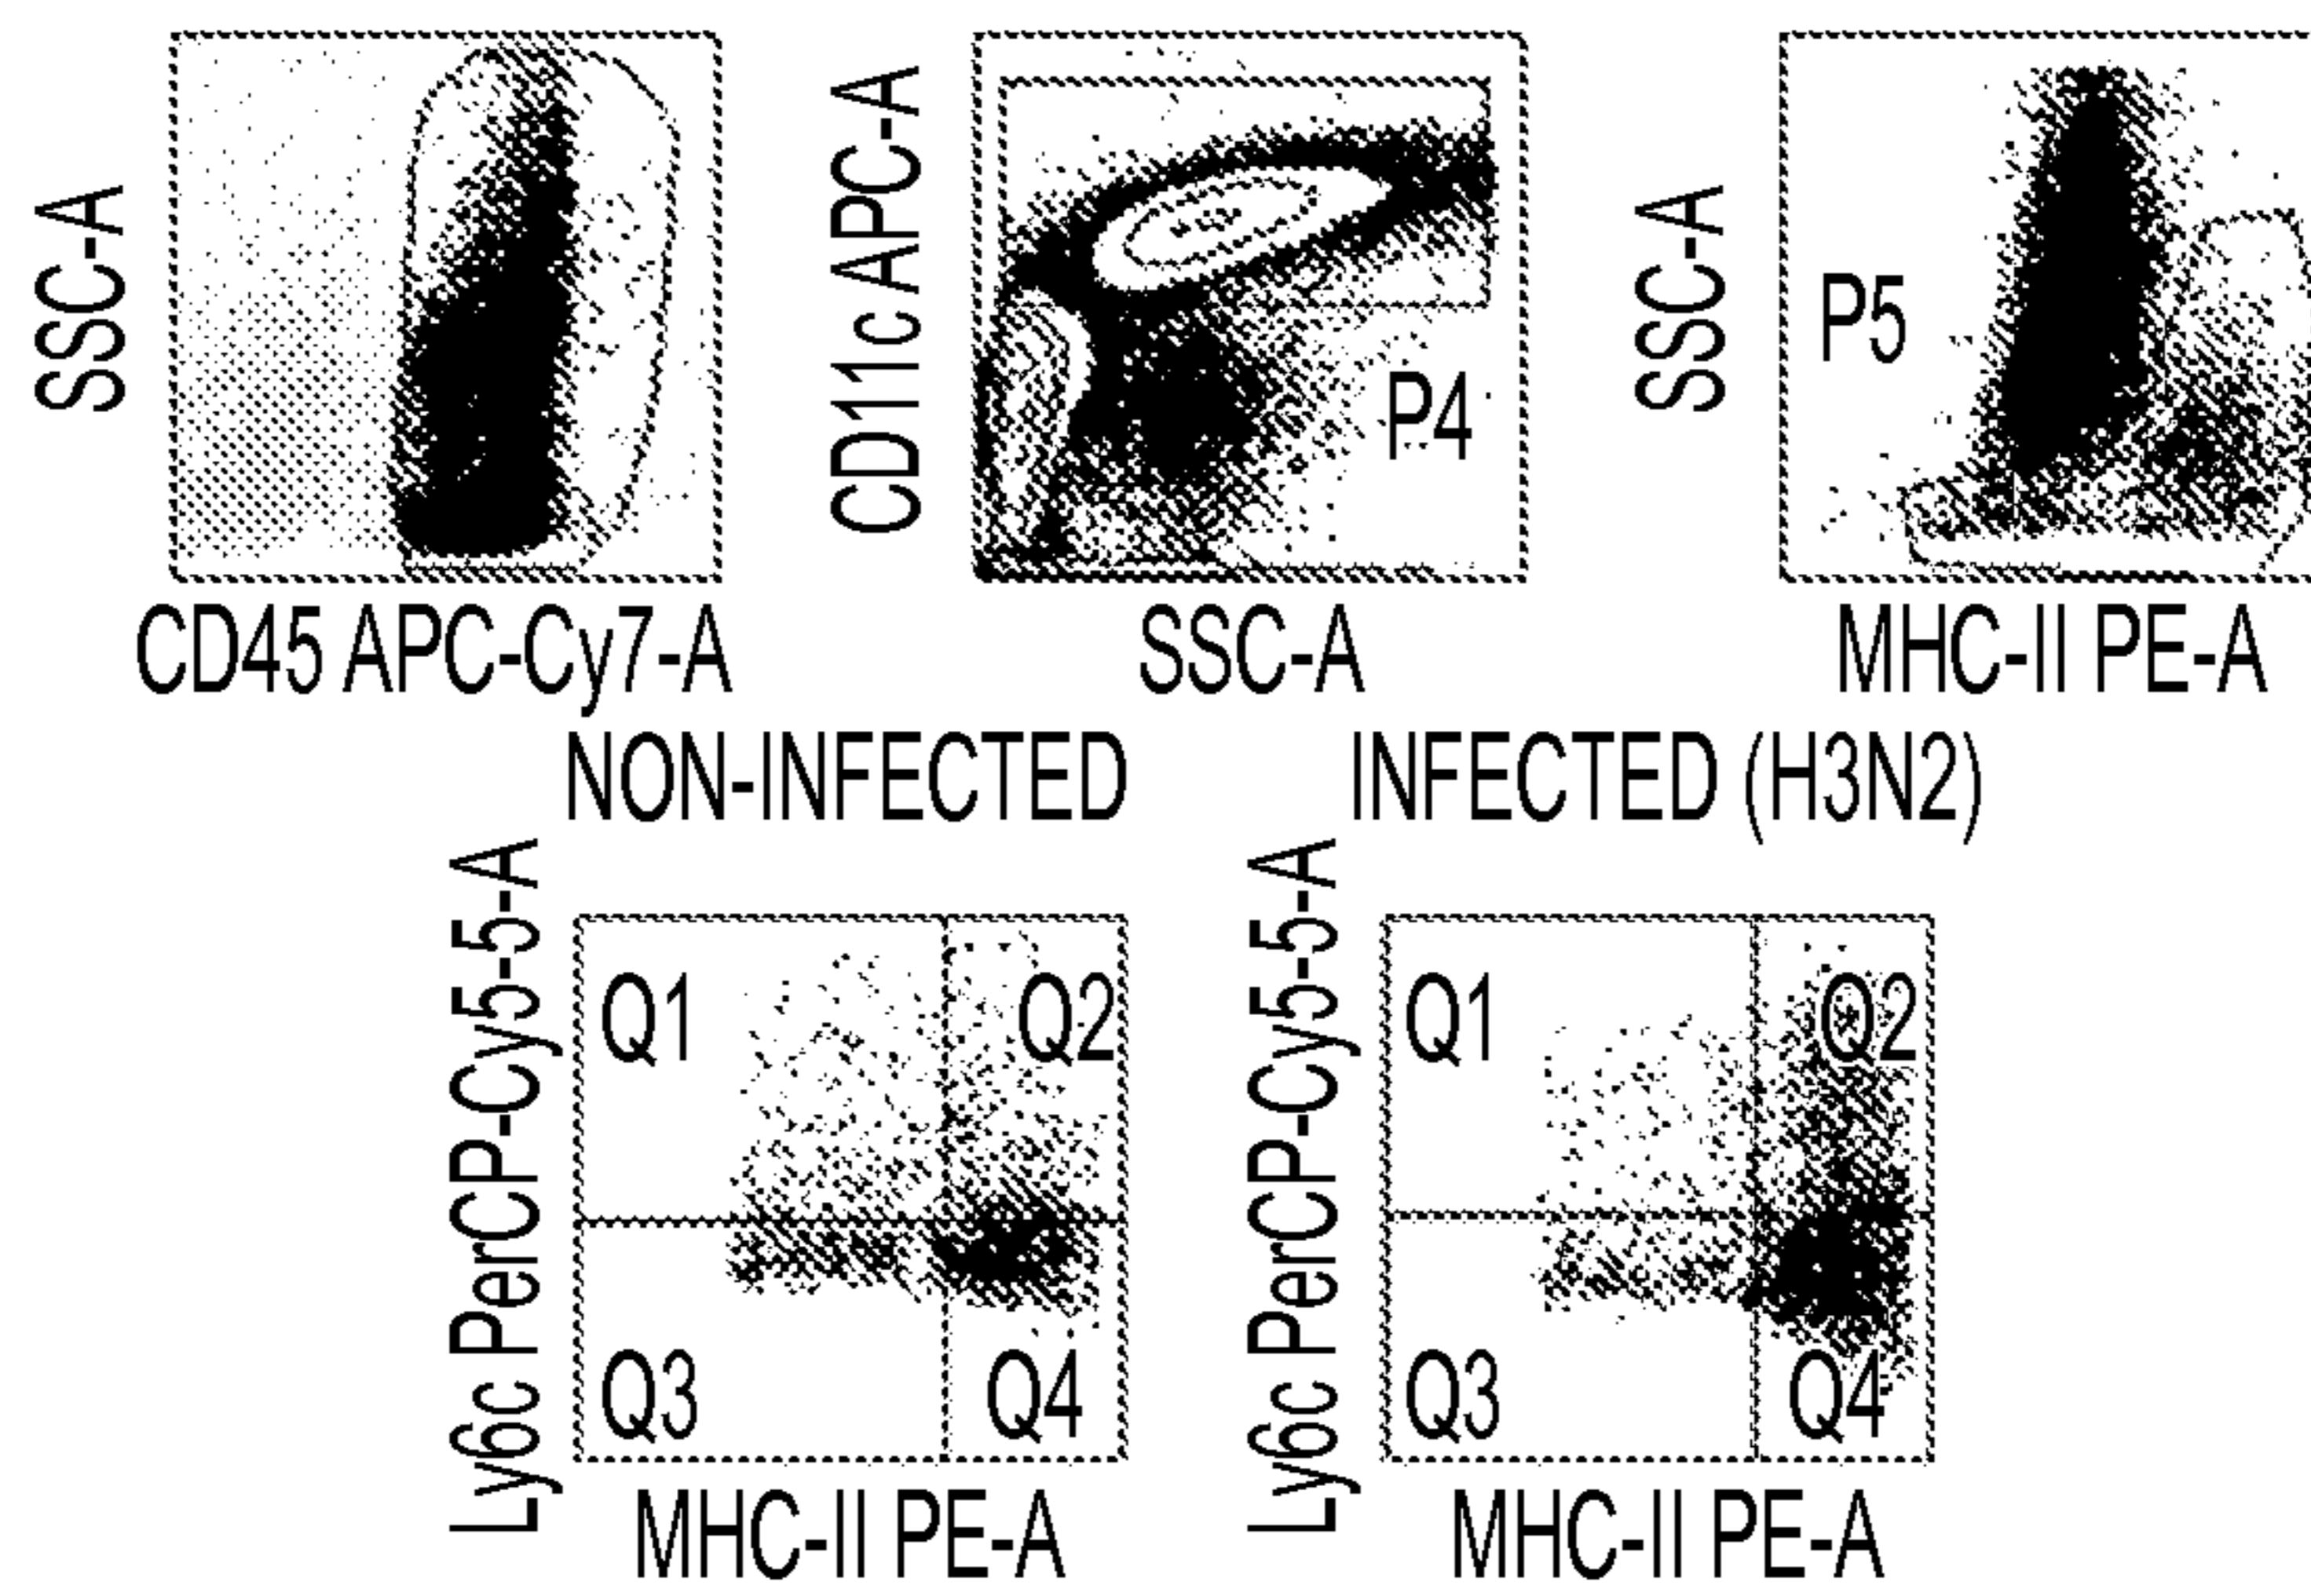 SSC-A
CD45 APC-Cy7-A
CD11c APC-A
P4
SSC-A
SSC-A
P5
MHC-II PE-A
NON-INFECTED
INFECTED (H3N2)
Ly6c PerCP-Cy5-5-A
Q1
Q2
Q3
Q4
MHC-II PE-A
Ly6c PerCP-Cy5-5-A
Q1
Q2
Q3
Q4
MHC-II PE-A